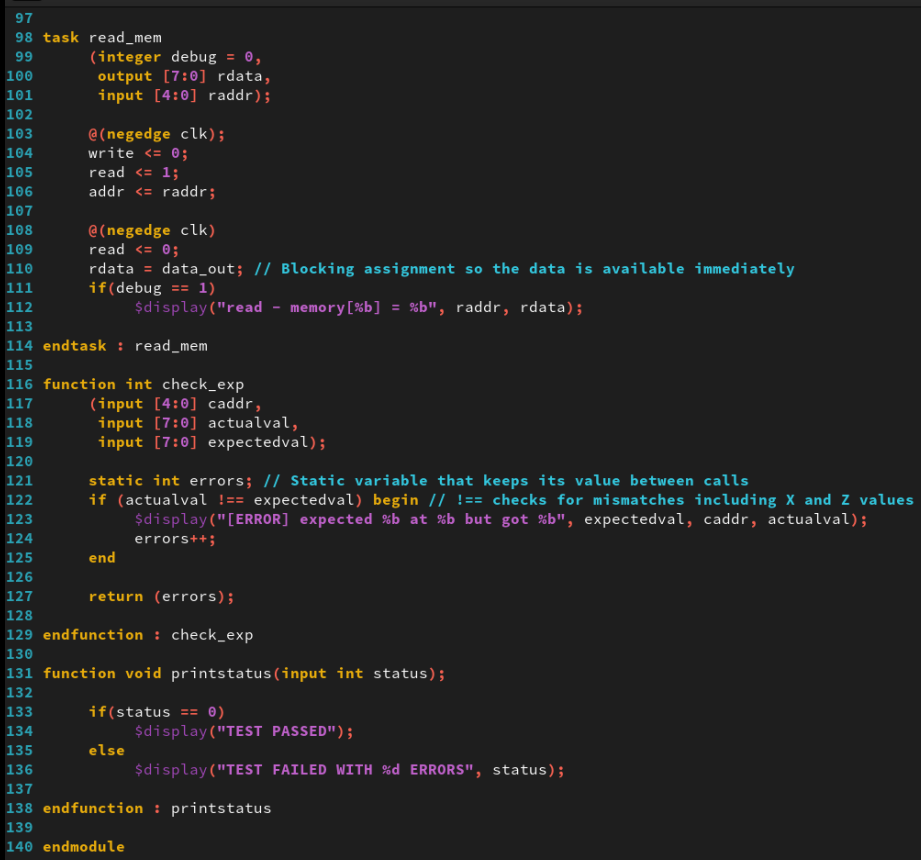 97
98 task read_mem
99 (integer debug = 0,
100 output [7:0] rdata,
101 input [4:0] raddr);
102
103 @(negedge clk);
104 write <= 0;
105 read <= 1;
106 addr <= raddr;
107
108 @(negedge clk)
109 read <= 0;
110 rdata = data_out; // Blocking assignment so the data is available immediately
111 if(debug == 1)
112 $display("read - memory[%b] = %b", raddr, rdata);
113
114 endtask : read_mem
115
116 function int check_exp
117 (input [4:0] caddr,
118 input [7:0] actualval,
119 input [7:0] expectedval);
120
121 static int errors; // Static variable that keeps its value between calls
122 if (actualval !== expectedval) begin // !== checks for mismatches including X and Z values
123 $display("[ERROR] expected %b at %b but got %b", expectedval, caddr, actualval);
124 errors++;
125 end
126
127 return (errors);
128
129 endfunction : check_exp
130
131 function void printstatus(input int status);
132
133 if(status == 0)
134 $display("TEST PASSED");
135 else
136 $display("TEST FAILED WITH %d ERRORS", status);
137
138 endfunction : printstatus
139
140 endmodule